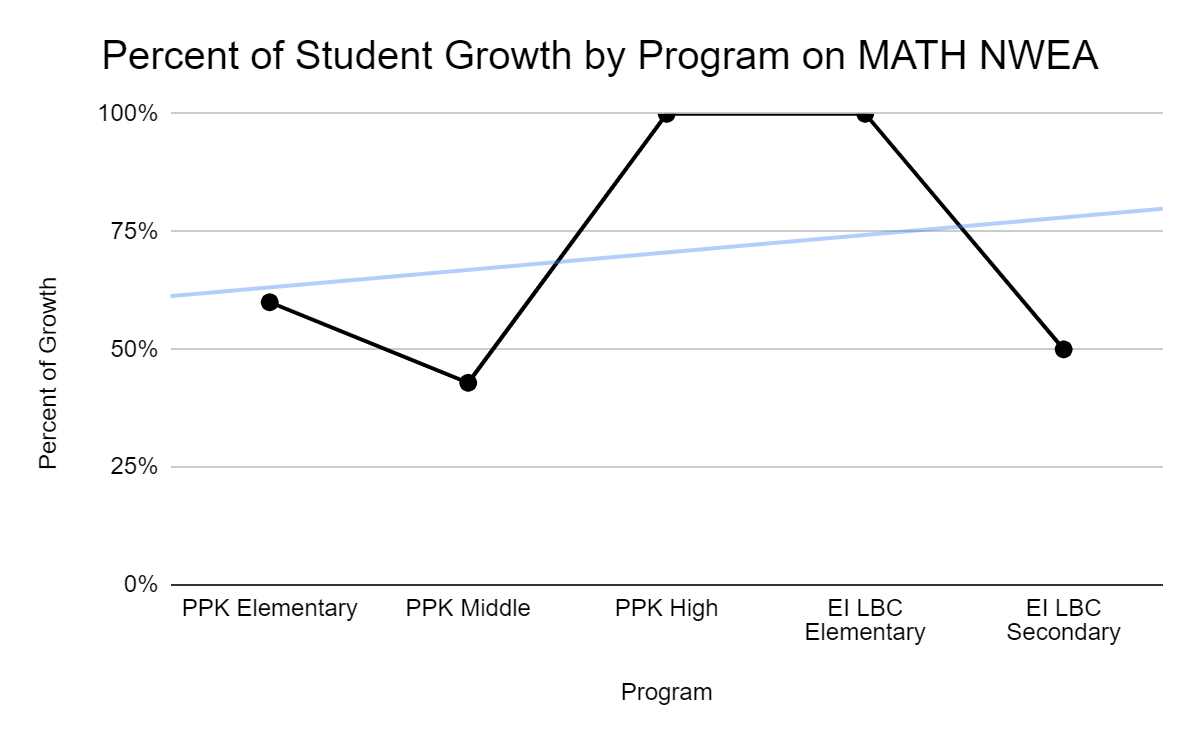 Percent of Student Growth by Program on MATH NWEA
100%
75%
50%
25%
0%
Percent of Growth
PPK Elementary
PPK Middle
PPK High
EI LBC
Elementary
EI LBC
Secondary
Program